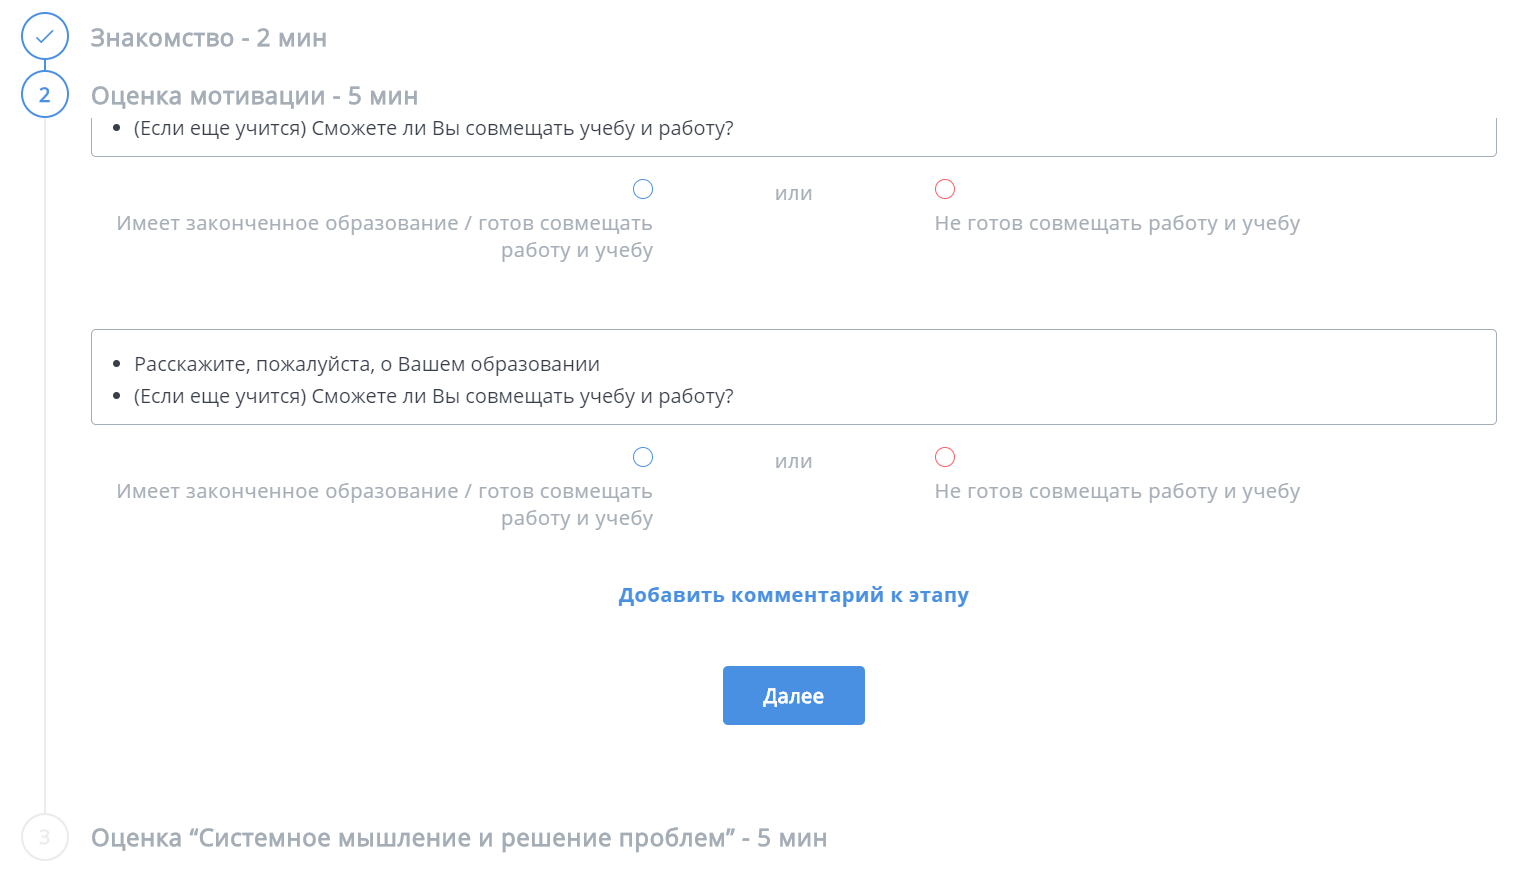 Знакомство - 2 мин
2
Оценка мотивации - 5 мин
(Если еще учится) Сможете ли Вы совмещать учебу и работу?
или
Имеет законченное образование / готов совмещать
работу и учебу
Не готов совмещать работу и учебу
Расскажите, пожалуйста, о Вашем образовании
(Если еще учится) Сможете ли Вы совмещать учебу и работу?
или
Имеет законченное образование / готов совмещать
работу и учебу
Не готов совмещать работу и учебу
Добавить комментарий к этапу
Далее
3
Оценка “Системное мышление и решение проблем” - 5 мин